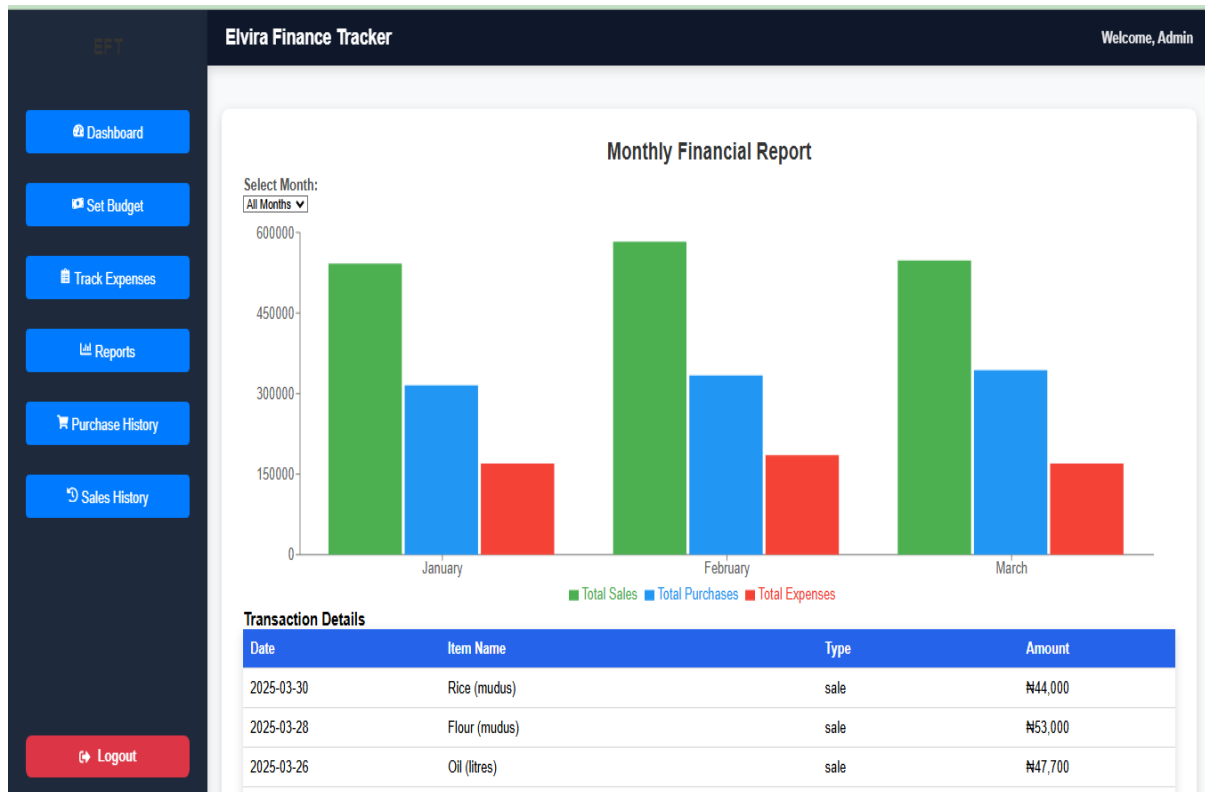 EFT
Elvira Finance Tracker
Welcome, Admin
Dashboard
Set Budget
Track Expenses
Reports
Purchase History
Sales History
Logout
Monthly Financial Report
Select Month:
All Months
600000
450000
300000
150000
0
January February March
Total Sales Total Purchases Total Expenses
Transaction Details
Date Item Name Type Amount
2025-03-30 Rice (mudus) sale ₦44,000
2025-03-28 Flour (mudus) sale ₦53,000
2025-03-26 Oil (litres) sale ₦47,700